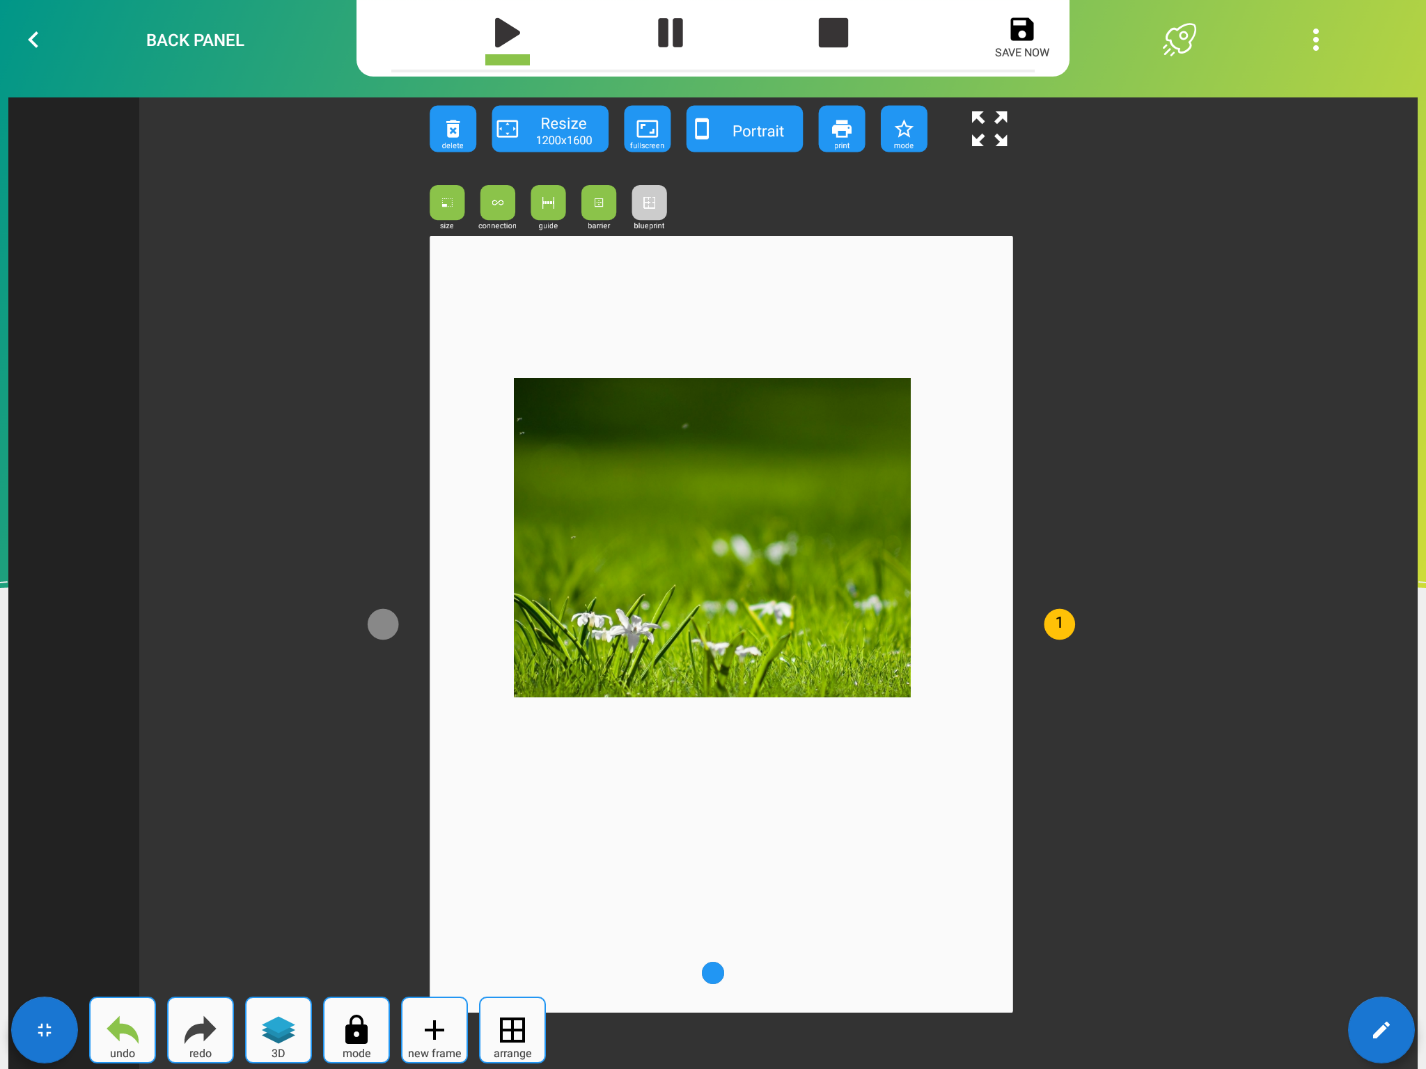 BACK PANEL
SAVE NOW
delete
Resize
1200x1600
fullscreen
Portrait
print
mode
size
connection
guide
barrier
blueprint
1
undo
redo
3D
mode
new frame
arrange